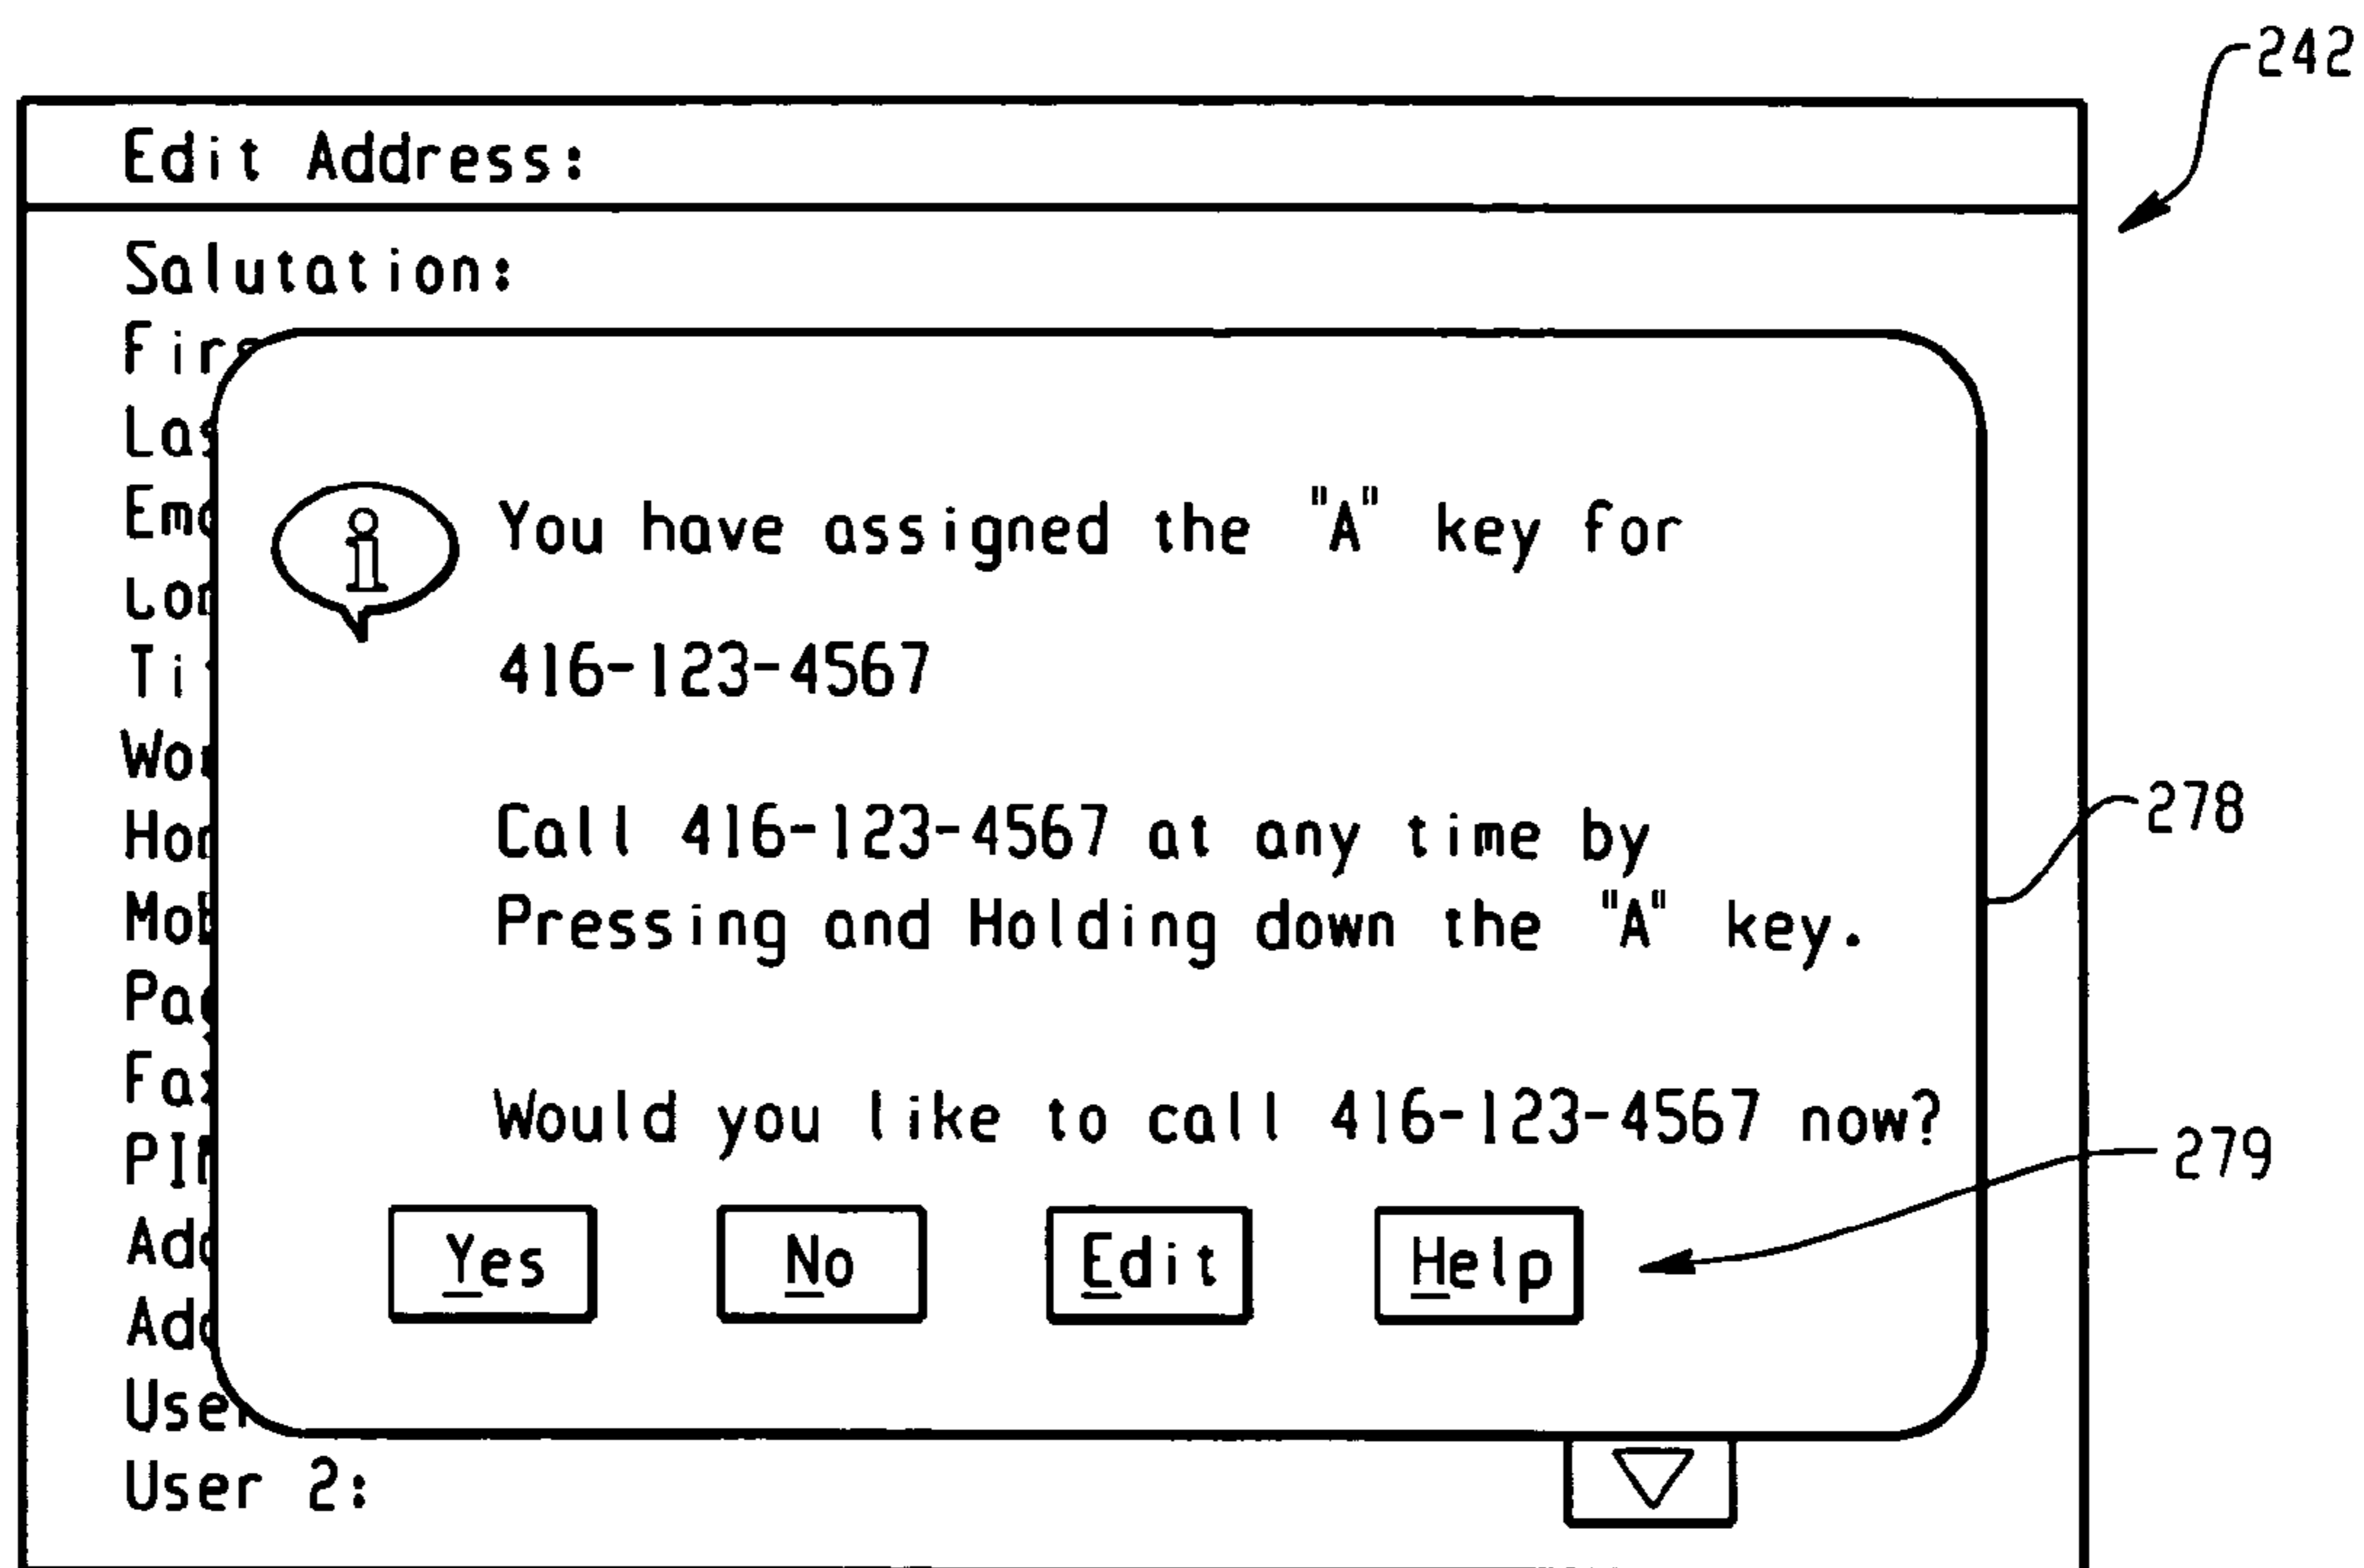 242
Edit Address:
Salutation:
You have assigned the "A" key for
416-123-4567
Call 416-123-4567 at any time by
Pressing and Holding down the "A" key.
278
Would you like to call 416-123-4567 now?
279
Yes No Edit Help
User 2: